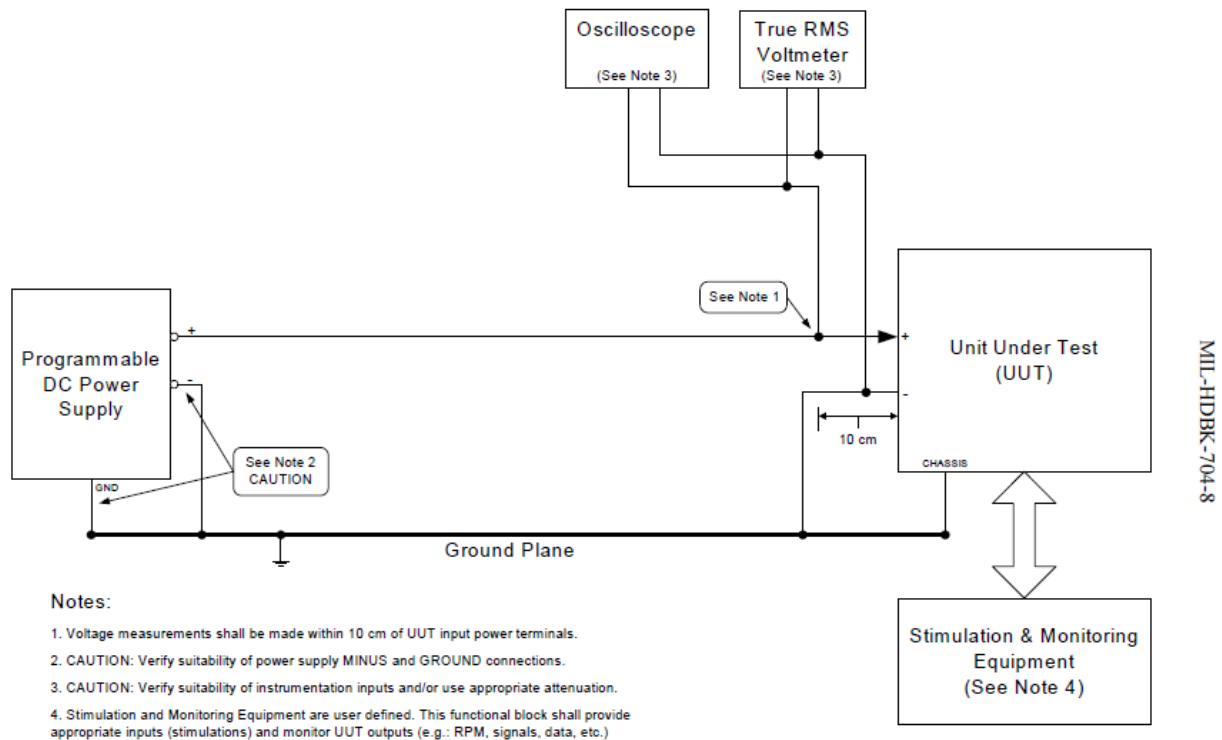 Oscilloscope
(See Note 3)
True RMS
Voltmeter
(See Note 3)
See Note 1
Programmable
DC Power
Supply
+
-
GND
See Note 2
CAUTION
+
-
Unit Under Test
(UUT)
10 cm
CHASSIS
Ground Plane
MIL-HDBK-704-8
Stimulation & Monitoring
Equipment
(See Note 4)
Notes:
1. Voltage measurements shall be made within 10 cm of UUT input power terminals.
2. CAUTION: Verify suitability of power supply MINUS and GROUND connections.
3. CAUTION: Verify suitability of instrumentation inputs and/or use appropriate attenuation.
4. Stimulation and Monitoring Equipment are user defined. This functional block shall provide
appropriate inputs (stimulations) and monitor UUT outputs (e.g.: RPM, signals, data, etc.)